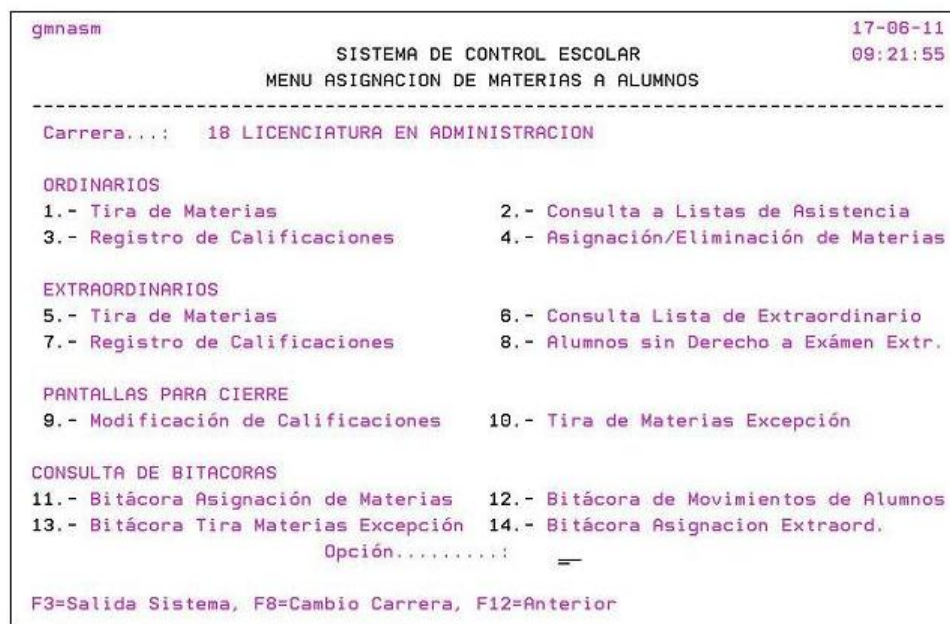 gmnasm 17-06-11
SISTEMA DE CONTROL ESCOLAR 09:21:55
MENU ASIGNACION DE MATERIAS A ALUMNOS
--------------------------------------------------------------------------------
Carrera...: 18 LICENCIATURA EN ADMINISTRACION
ORDINARIOS
1.- Tira de Materias 2.- Consulta a Listas de Asistencia
3.- Registro de Calificaciones 4.- Asignación/Eliminación de Materias
EXTRAORDINARIOS
5.- Tira de Materias 6.- Consulta Lista de Extraordinario
7.- Registro de Calificaciones 8.- Alumnos sin Derecho a Exámen Extr.
PANTALLAS PARA CIERRE
9.- Modificación de Calificaciones 10.- Tira de Materias Excepción
CONSULTA DE BITACORAS
11.- Bitácora Asignación de Materias 12.- Bitácora de Movimientos de Alumnos
13.- Bitácora Tira Materias Excepción 14.- Bitácora Asignacion Extraord.
Opción.........: __
F3=Salida Sistema, F8=Cambio Carrera, F12=Anterior